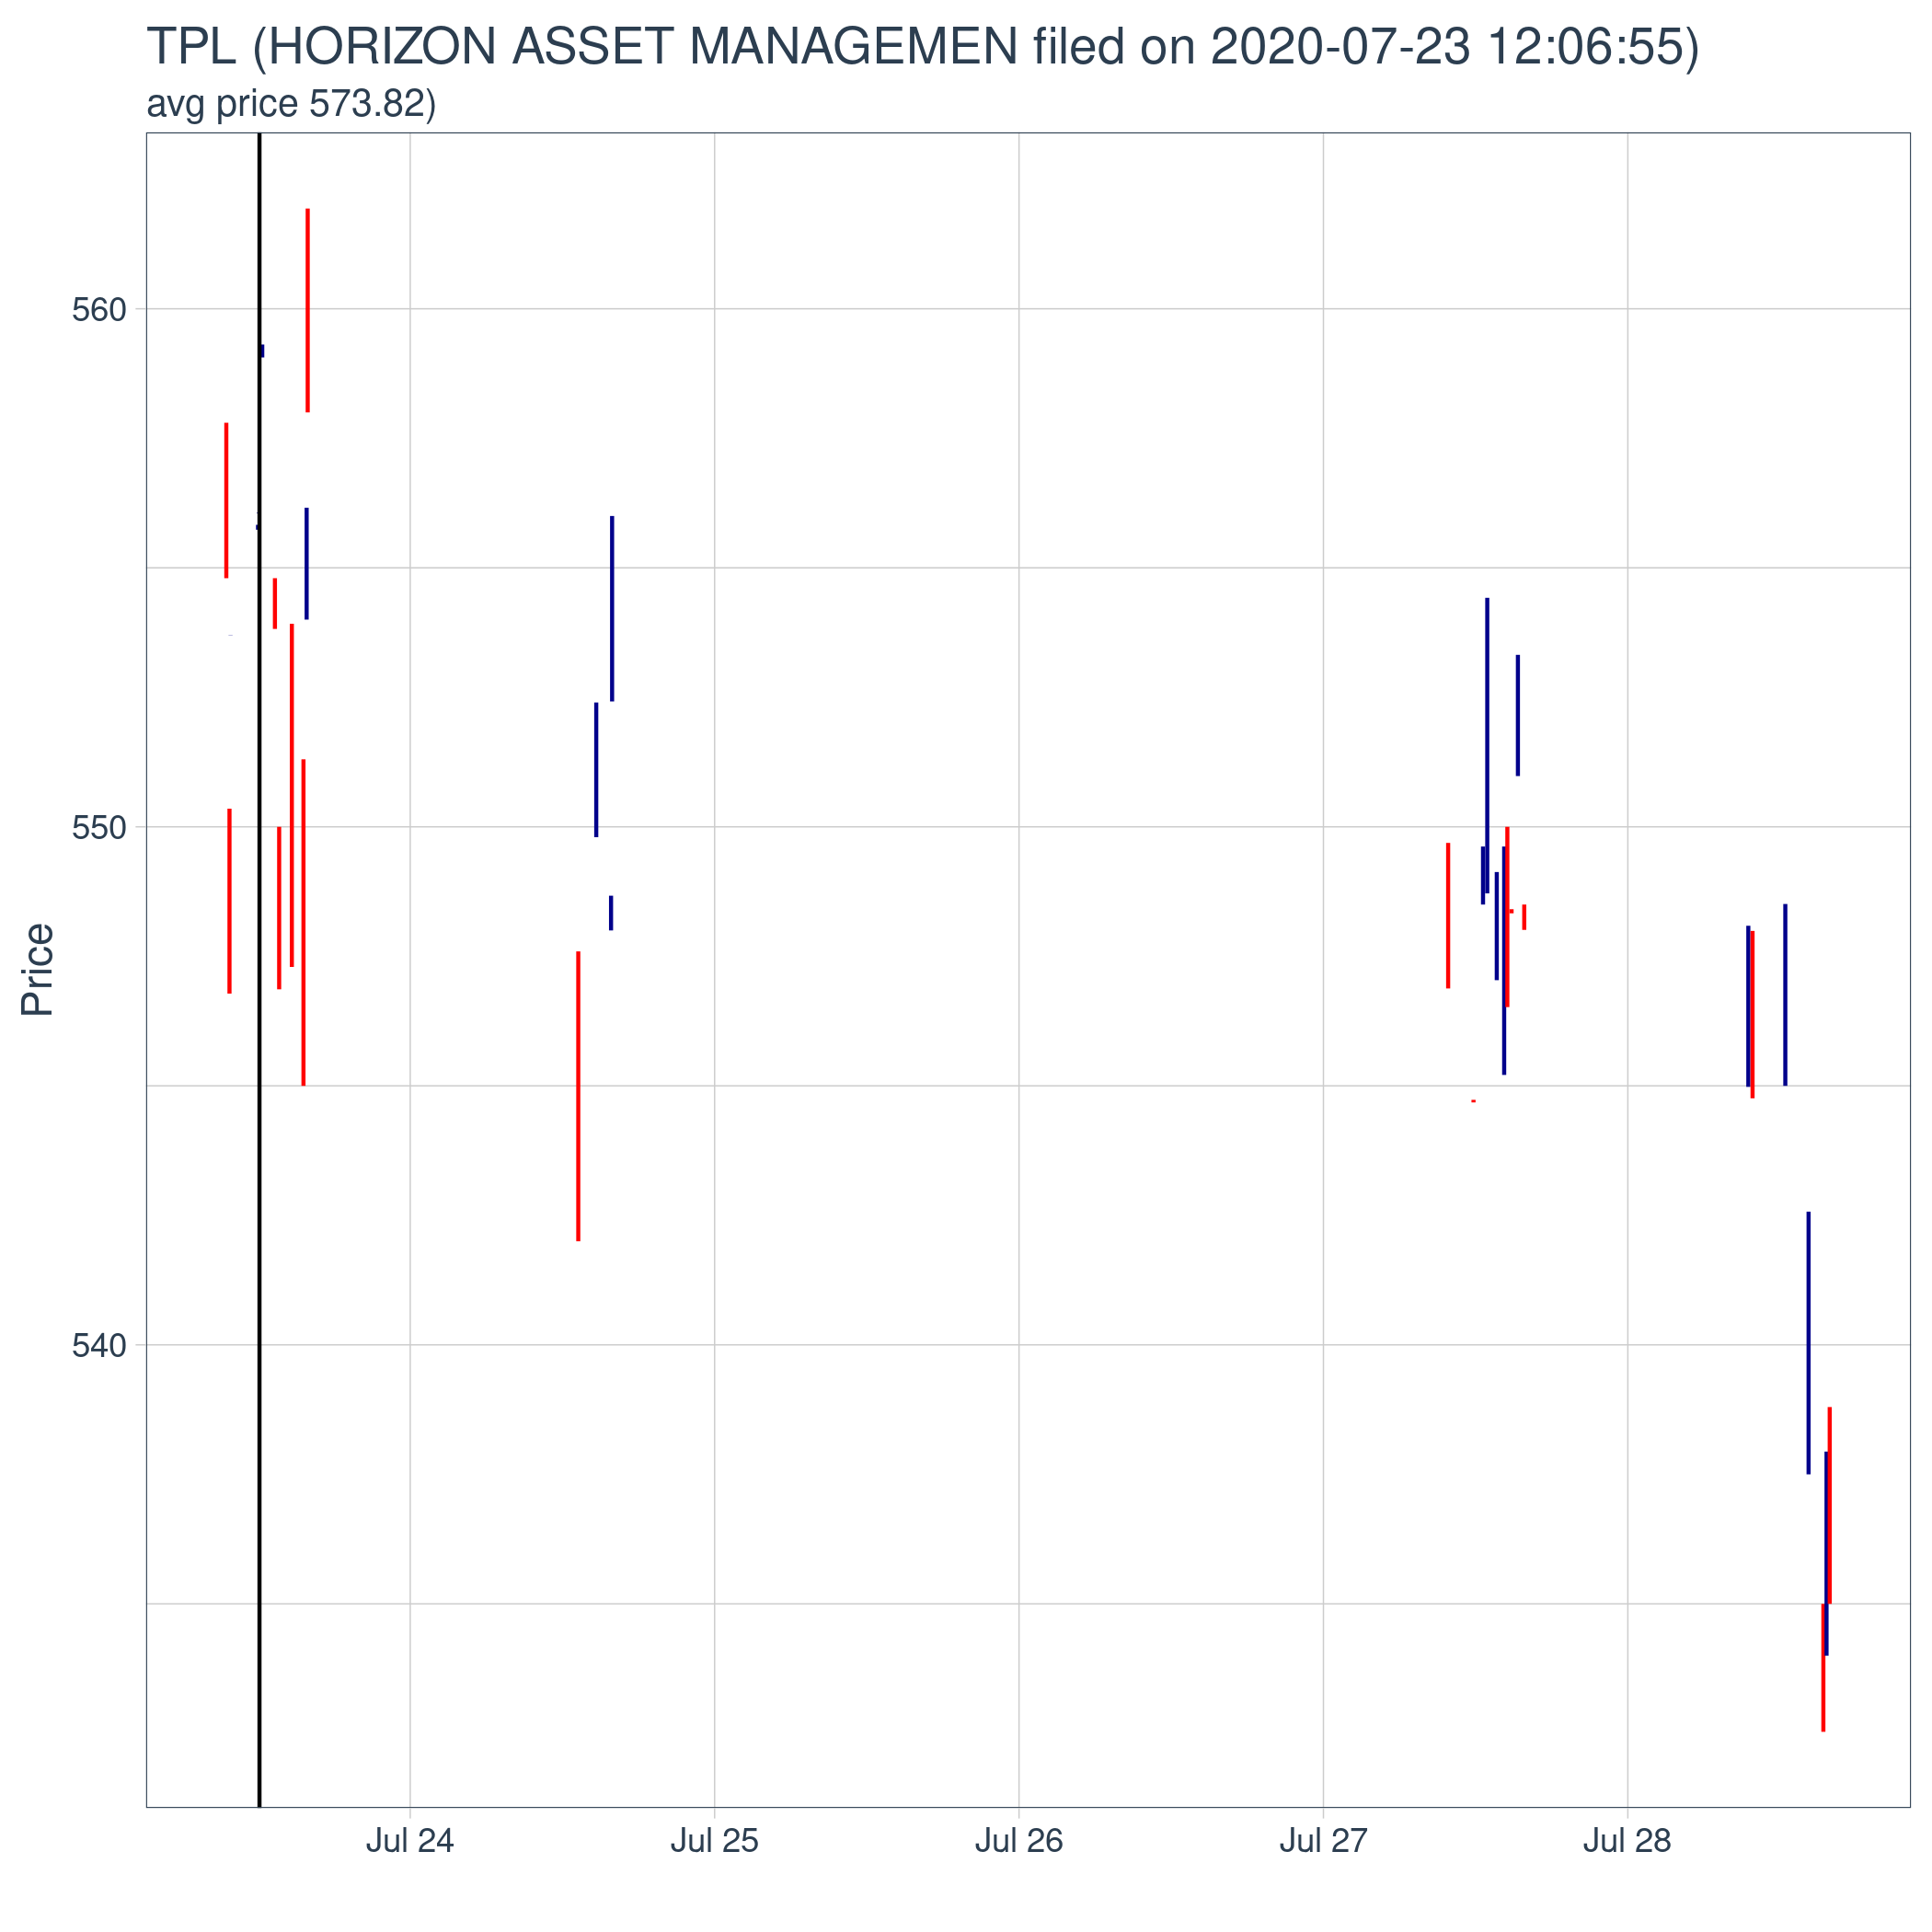 TPL (HORIZON ASSET MANAGEMEN filed on 2020-07-23 12:06:55)
avg price 573.82)
560
550
540
Price
Jul 24
Jul 25
Jul 26
Jul 27
Jul 28